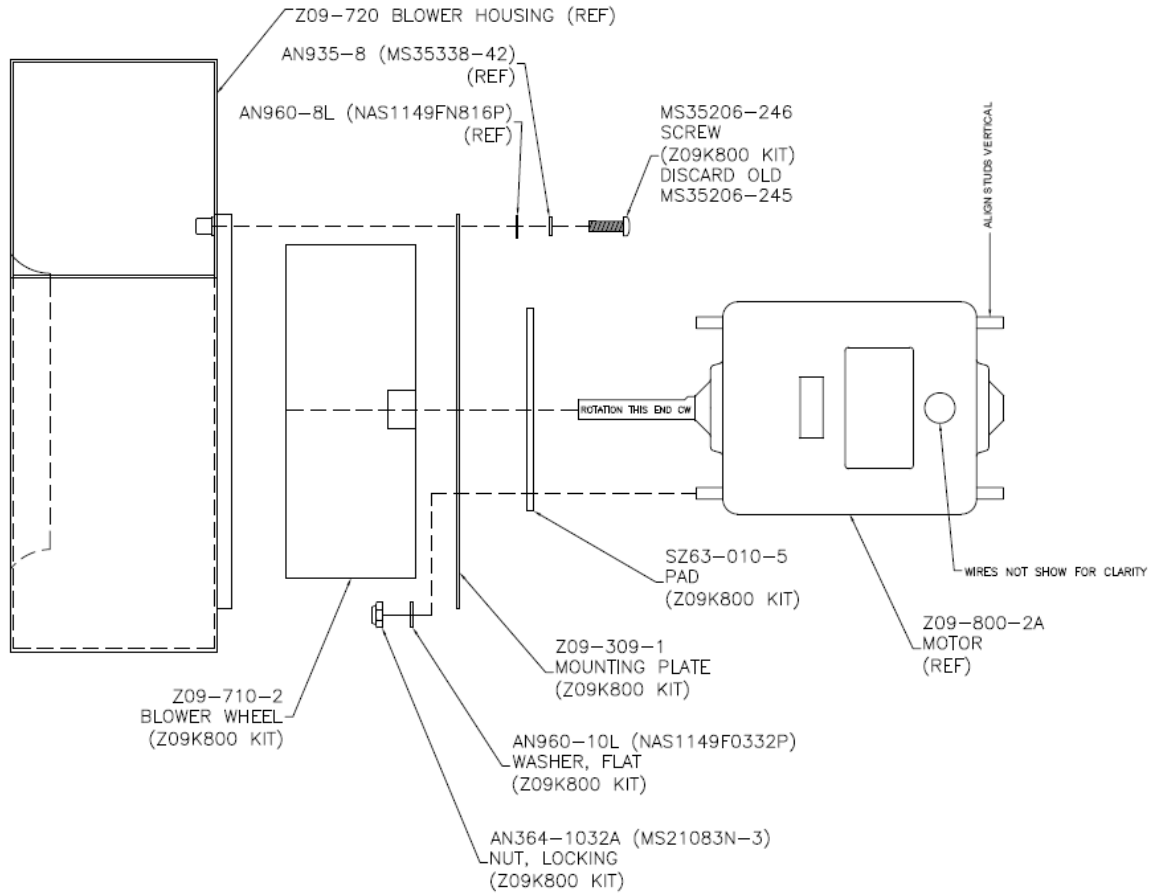 Z09-720 BLOWER HOUSING (REF)
AN935-8 (MS35338-42)
(REF)
AN960-8L (NAS1149FN816P)
(REF)
MS35206-246
SCREW
(Z09K800 KIT)
DISCARD OLD
MS35206-245
ALIGN STUDS VERTICAL
ROTATION THIS END CW
SZ63-010-5
PAD
(Z09K800 KIT)
WIRES NOT SHOW FOR CLARITY
Z09-800-2A
MOTOR
(REF)
Z09-309-1
MOUNTING PLATE
(Z09K800 KIT)
Z09-710-2
BLOWER WHEEL
(Z09K800 KIT)
AN960-10L (NAS1149F0332P)
WASHER, FLAT
(Z09K800 KIT)
AN364-1032A (MS21083N-3)
NUT, LOCKING
(Z09K800 KIT)